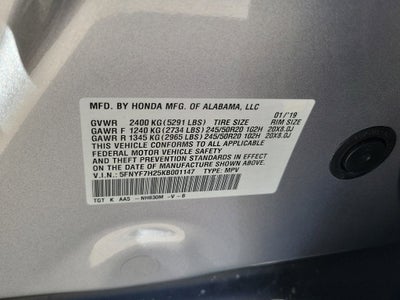 MFD. BY HONDA MFG. OF ALABAMA, LLC
01/'19
GVWR 2400 KG(5291 LBS) TIRE SIZE RIM SIZE
GAWR F 1240 KG(2734 LBS)245/50R20 102H 20X8.0J
GAWR R 1345 KG(2965 LBS)245/50R20 102H 20X8.0J
THIS VEHICLE CONFORMS TO ALL APPLICABLE
FEDERAL MOTOR VEHICLE SAFETY
AND THEFT PREVENTION STANDARDS IN EFFECT ON
THE DATE OF MANUFACTURE SHOWN ABOVE.
V.I.N.: 5FNYF7H25KB001147 TYPE: MPV
TGT K AA5 -NH830M -V-B